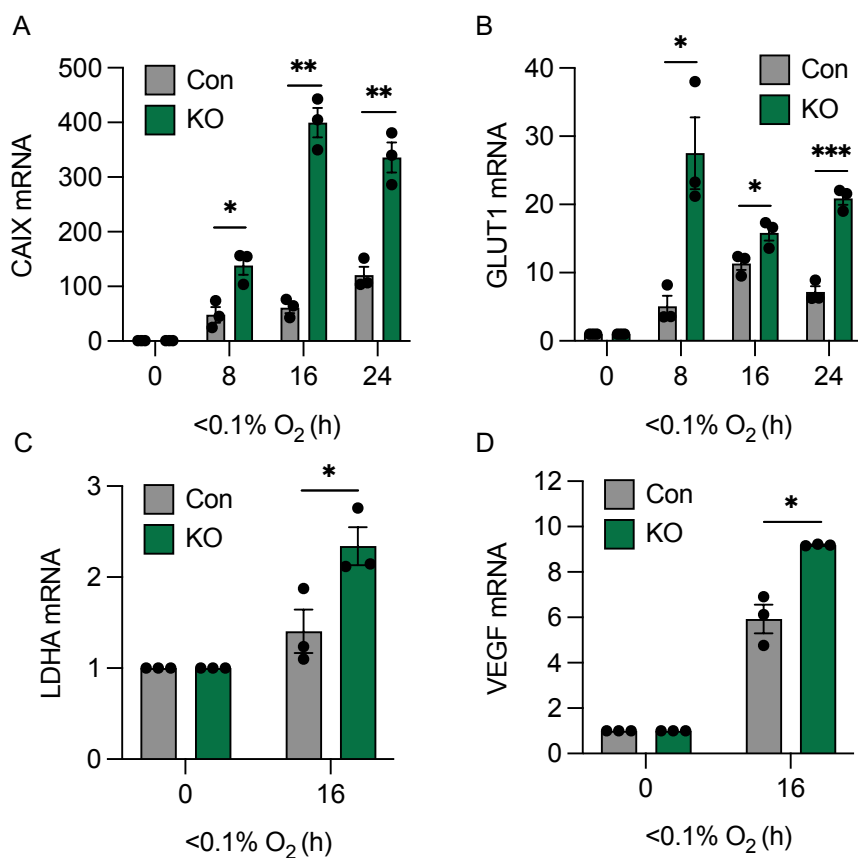 A
CAIX mRNA
500
400
300
200
100
0
Con
KO
*
**
**
0 8 16 24
<0.1% O₂ (h)
B
GLUT1 mRNA
40
30
20
10
0
Con
KO
*
*
***
0 8 16 24
<0.1% O₂ (h)
C
LDHA mRNA
3
2
1
0
Con
KO
*
0 16
<0.1% O₂ (h)
D
VEGF mRNA
12
10
8
6
4
2
0
Con
KO
*
0 16
<0.1% O₂ (h)